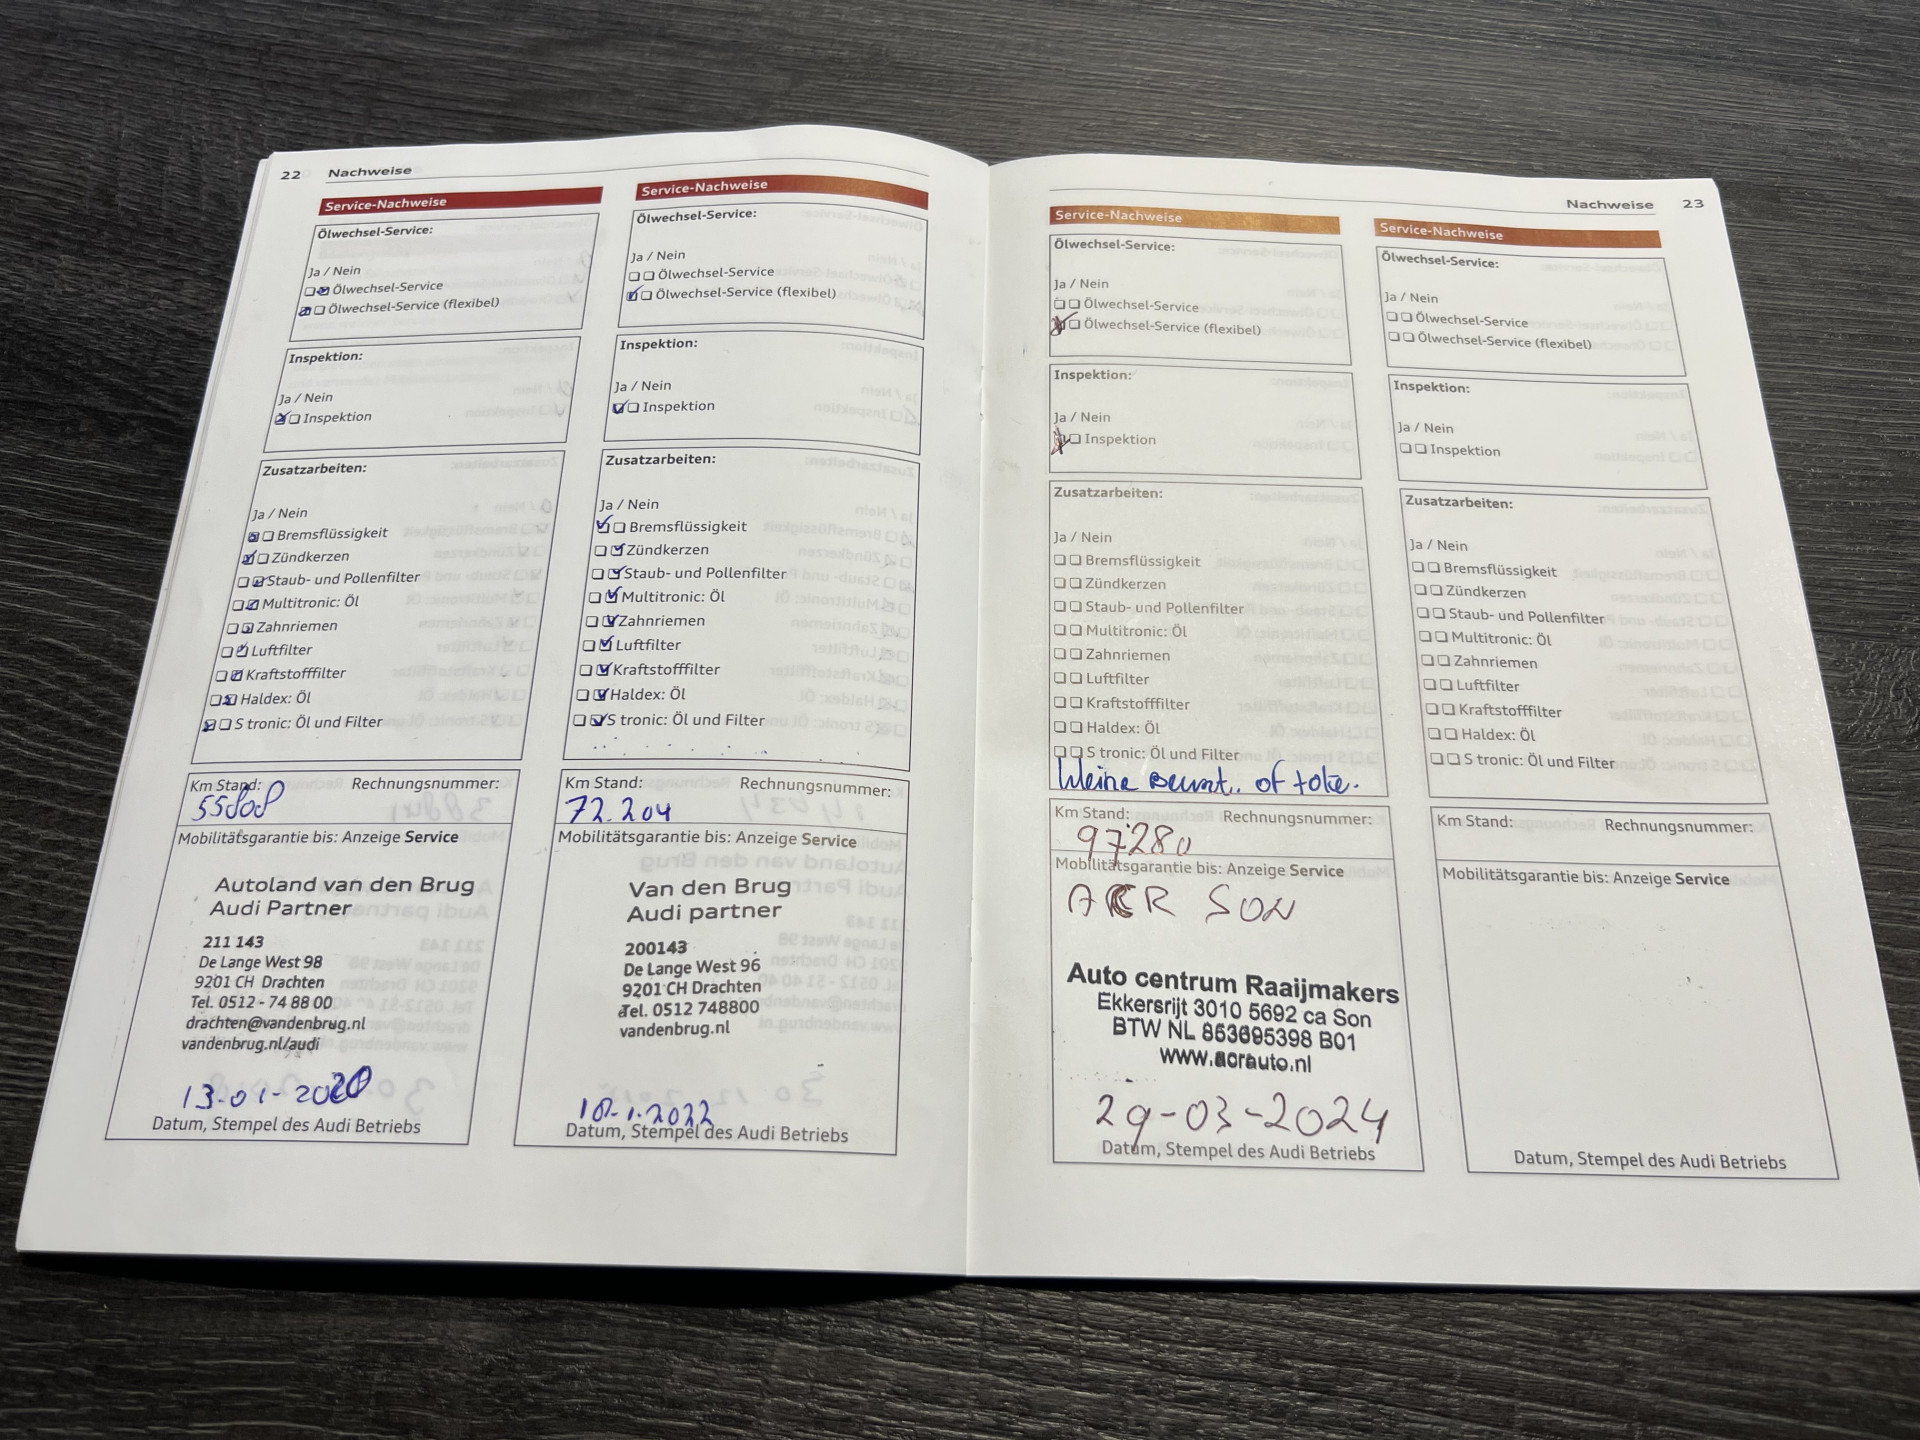 22 Nachweise
Service-Nachweise
Ölwechsel-Service:
Ja / Nein
Ölwechsel-Service
Ölwechsel-Service (flexibel)
Inspektion:
Ja / Nein
Inspektion
Zusatzarbeiten:
Ja / Nein
Bremsflüssigkeit
Zündkerzen
Staub- und Pollenfilter
Multitronic: Öl
Zahnriemen
Luftfilter
Kraftstofffilter
Haldex: Öl
S tronic: Öl und Filter
Km Stand: Rechnungsnummer:
55808
Mobilitätsgarantie bis: Anzeige Service
Autoland van den Brug
Audi Partner
211 143
De Lange West 98
9201 CH Drachten
Tel. 0512 - 74 88 00
drachten@vandenbrug.nl
vandenbrug.nl/audi
13-01-2020
Datum, Stempel des Audi Betriebs
Service-Nachweise
Ölwechsel-Service:
Ja / Nein
Ölwechsel-Service
Ölwechsel-Service (flexibel)
Inspektion:
Ja / Nein
Inspektion
Zusatzarbeiten:
Ja / Nein
Bremsflüssigkeit
Zündkerzen
Staub- und Pollenfilter
Multitronic: Öl
Zahnriemen
Luftfilter
Kraftstofffilter
Haldex: Öl
S tronic: Öl und Filter
Km Stand: Rechnungsnummer:
72.204
Mobilitätsgarantie bis: Anzeige Service
Van den Brug
Audi partner
200143
De Lange West 96
9201 CH Drachten
Tel. 0512 748800
vandenbrug.nl
18-1-2022
Datum, Stempel des Audi Betriebs
Nachweise 23
Service-Nachweise
Ölwechsel-Service:
Ja / Nein
Ölwechsel-Service
Ölwechsel-Service (flexibel)
Inspektion:
Ja / Nein
Inspektion
Zusatzarbeiten:
Ja / Nein
Bremsflüssigkeit
Zündkerzen
Staub- und Pollenfilter
Multitronic: Öl
Zahnriemen
Luftfilter
Kraftstofffilter
Haldex: Öl
S tronic: Öl und Filter
of
Km Stand: Rechnungsnummer:
97280
Mobilitätsgarantie bis: Anzeige Service
ACR SON
Auto centrum Raaijmakers
Ekkersrijt 3010 5692 ca Son
BTW NL 853695398 B01
www.acrauto.nl
29-03-2024
Datum, Stempel des Audi Betriebs
Service-Nachweise
Ölwechsel-Service:
Ja / Nein
Ölwechsel-Service
Ölwechsel-Service (flexibel)
Inspektion:
Ja / Nein
Inspektion
Zusatzarbeiten:
Ja / Nein
Bremsflüssigkeit
Zündkerzen
Staub- und Pollenfilter
Multitronic: Öl
Zahnriemen
Luftfilter
Kraftstofffilter
Haldex: Öl
S tronic: Öl und Filter
Km Stand: Rechnungsnummer:
Mobilitätsgarantie bis: Anzeige Service
Datum, Stempel des Audi Betriebs